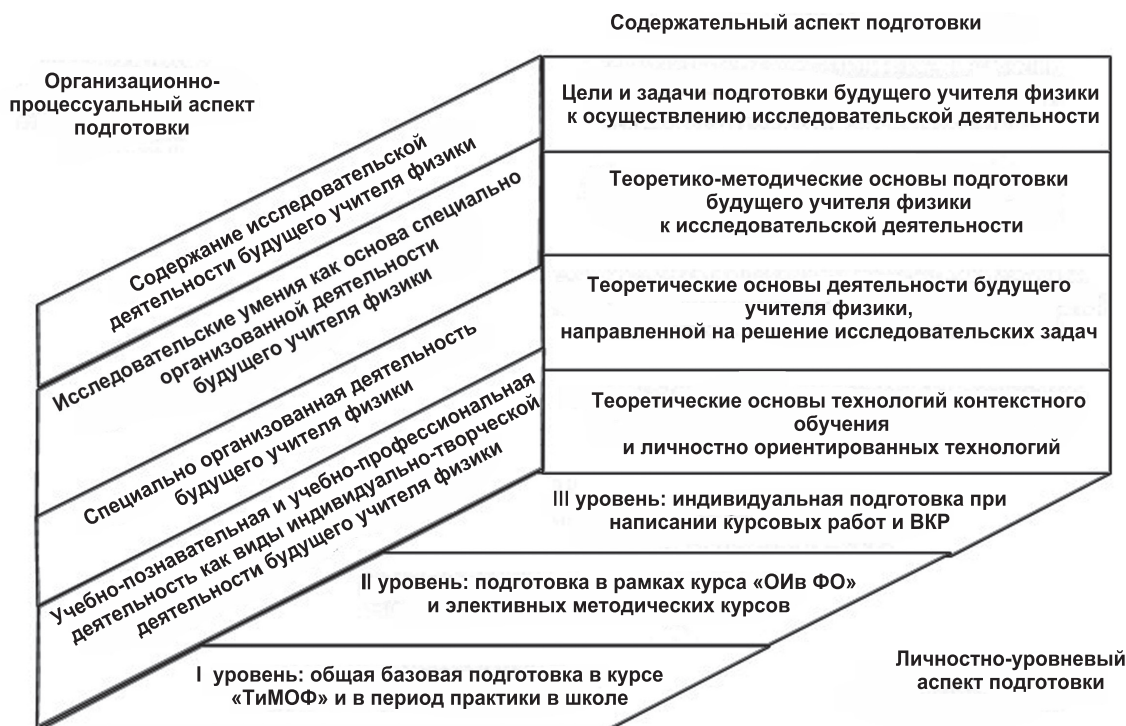 Содержательный аспект подготовки
Организационно-
процессуальный аспект
подготовки
Цели и задачи подготовки будущего учителя физики
к осуществлению исследовательской деятельности
Теоретико-методические основы подготовки
будущего учителя физики
к исследовательской деятельности
Теоретические основы деятельности будущего
учителя физики,
направленной на решение исследовательских задач
Теоретические основы технологий контекстного
обучения
и личностно ориентированных технологий
Содержание исследовательской
деятельности будущего учителя физики
Исследовательские умения как основа специально
организованной деятельности
будущего учителя физики
Специально организованная деятельность
будущего учителя физики
Учебно-познавательная и учебно-профессиональная
деятельность как виды индивидуально-творческой
деятельности будущего учителя физики
III уровень: индивидуальная подготовка при
написании курсовых работ и ВКР
II уровень: подготовка в рамках курса «ОИв ФО»
и элективных методических курсов
I уровень: общая базовая подготовка в курсе
«ТиМОФ» и в период практики в школе
Личностно-уровневый
аспект подготовки